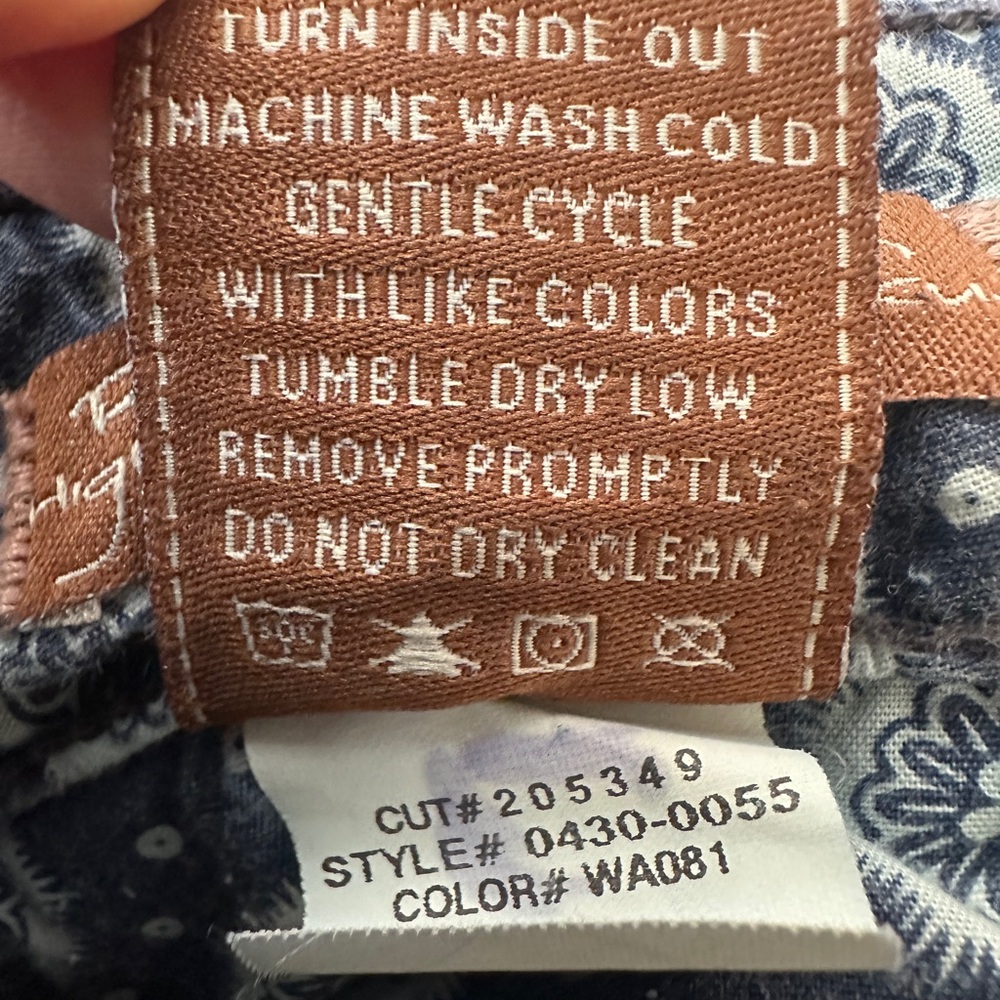 TURN INSIDE OUT
MACHINE WASH COLD
GENTLE CYCLE
WITH LIKE COLORS
TUMBLE DRY LOW
REMOVE PROMPTLY
DO NOT DRY CLEAN
30C
CUT# 205349
STYLE# 0430-0055
COLOR# WA081